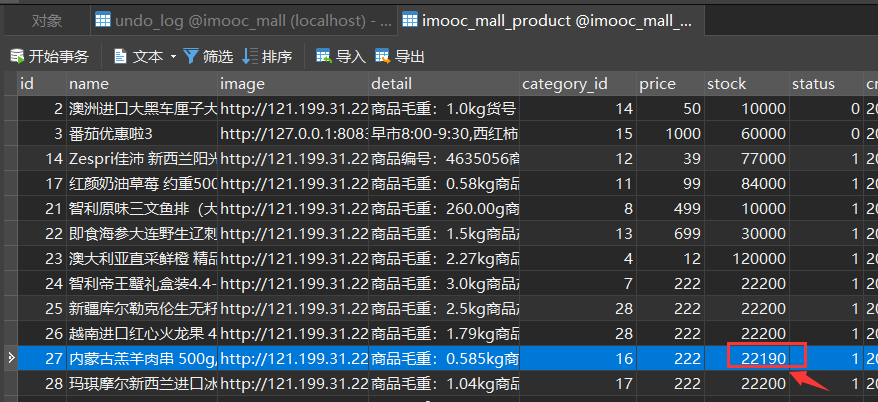 对象 undo_log @imooc_mall (localhost) - ... imooc_mall_product @imooc_mall_...
开始事务 文本 筛选 排序 导入 导出
id name image detail category_id price stock status
2 澳洲进口大黑车厘子大 http://121.199.31.22 商品毛重：1.0kg货号 14 50 10000 0
3 番茄优惠啦3 http://127.0.0.1:8083 早市8:00-9:30,西红柿 15 1000 60000 0
14 Zespri佳沛 新西兰阳光 http://121.199.31.22 商品编号：4635056商 12 39 77000 1
17 红颜奶油草莓 约重500 http://121.199.31.22 商品毛重：0.58kg商品 11 99 84000 1
21 智利原味三文鱼排（大 http://121.199.31.22 商品毛重：260.00g商 8 499 10000 1
22 即食海参大连野生辽刺 http://121.199.31.22 商品毛重：1.5kg商品 13 699 30000 1
23 澳大利亚直采鲜橙 精品 http://121.199.31.22 商品毛重：2.27kg商品 4 12 120000 1
24 智利帝王蟹礼盒装4.4- http://121.199.31.22 商品毛重：3.0kg商品 7 222 22200 1
25 新疆库尔勒克伦生无籽 http://121.199.31.22 商品毛重：2.5kg商品 28 222 22200 1
26 越南进口红心火龙果 4 http://121.199.31.22 商品毛重：1.79kg商品 28 222 22200 1
27 内蒙古羔羊肉串 500g, http://121.199.31.22 商品毛重：0.585kg商 16 222 22190 1
28 玛琪摩尔新西兰进口冰 http://121.199.31.22 商品毛重：1.04kg商品 17 222 22200 1